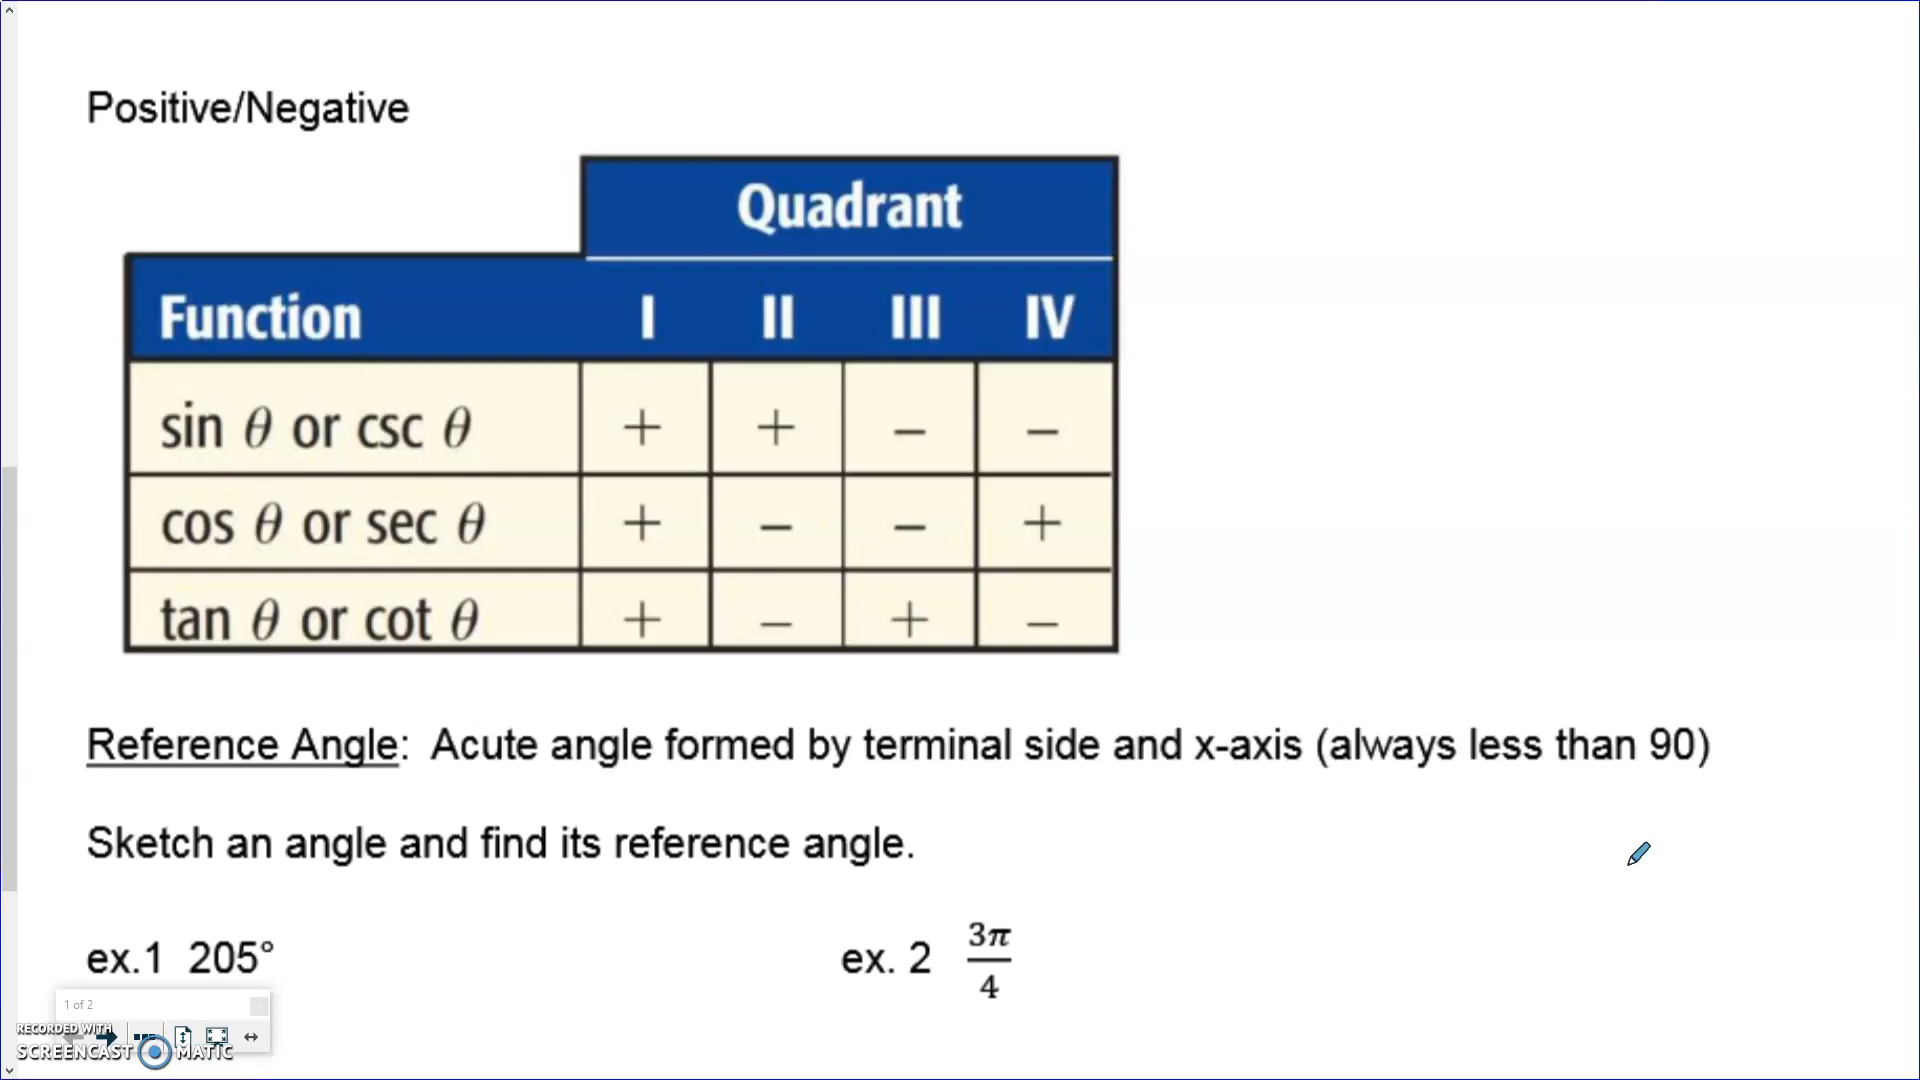 Positive/Negative
Quadrant
Function I II III IV
sin θ or csc θ + + − −
cos θ or sec θ + − − +
tan θ or cot θ + − + −
Reference Angle: Acute angle formed by terminal side and x-axis (always less than 90)
Sketch an angle and find its reference angle.
ex.1 205° ex. 2 3π/4
1 of 2
RECORDED WITH
SCREENCAST MATIC